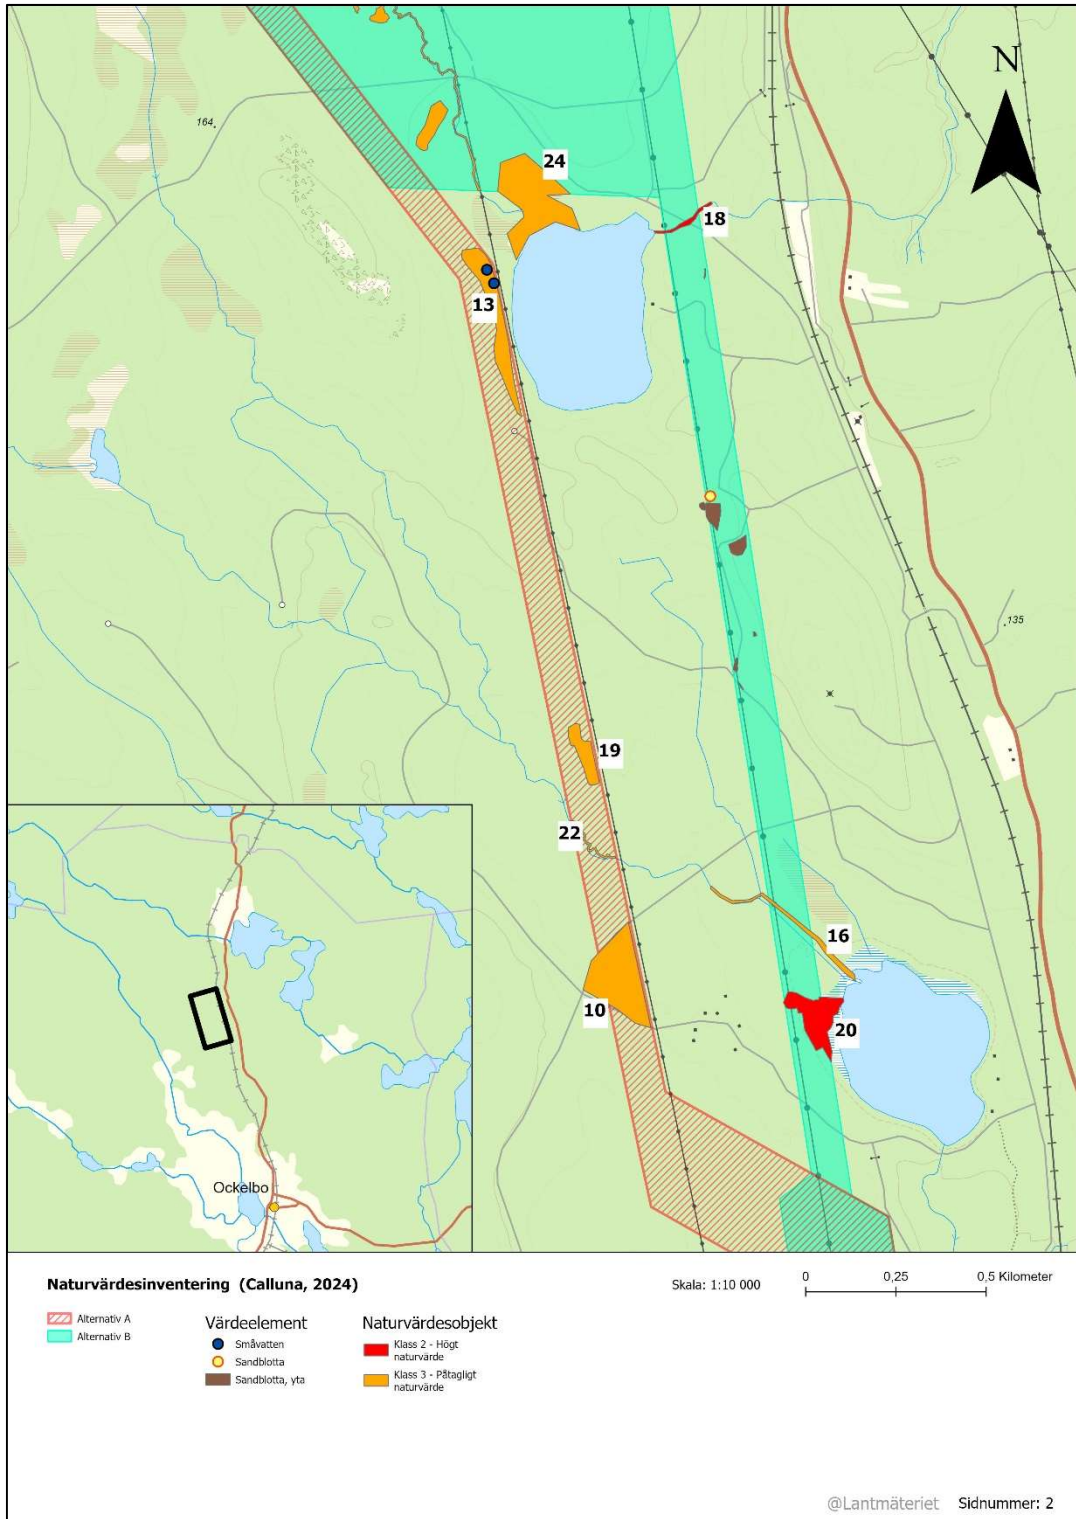 N
164
24
18
13
135
19
22
16
10
20
Ockelbo
Naturvärdesinventering (Calluna, 2024)
Skala: 1:10 000
0 0,25 0,5 Kilometer
Alternativ A
Alternativ B
Värdeelement
Småvatten
Sandblotta
Sandblotta, yta
Naturvärdesobjekt
Klass 2 - Högt
naturvärde
Klass 3 - Påtagligt
naturvärde
@Lantmäteriet Sidnummer: 2